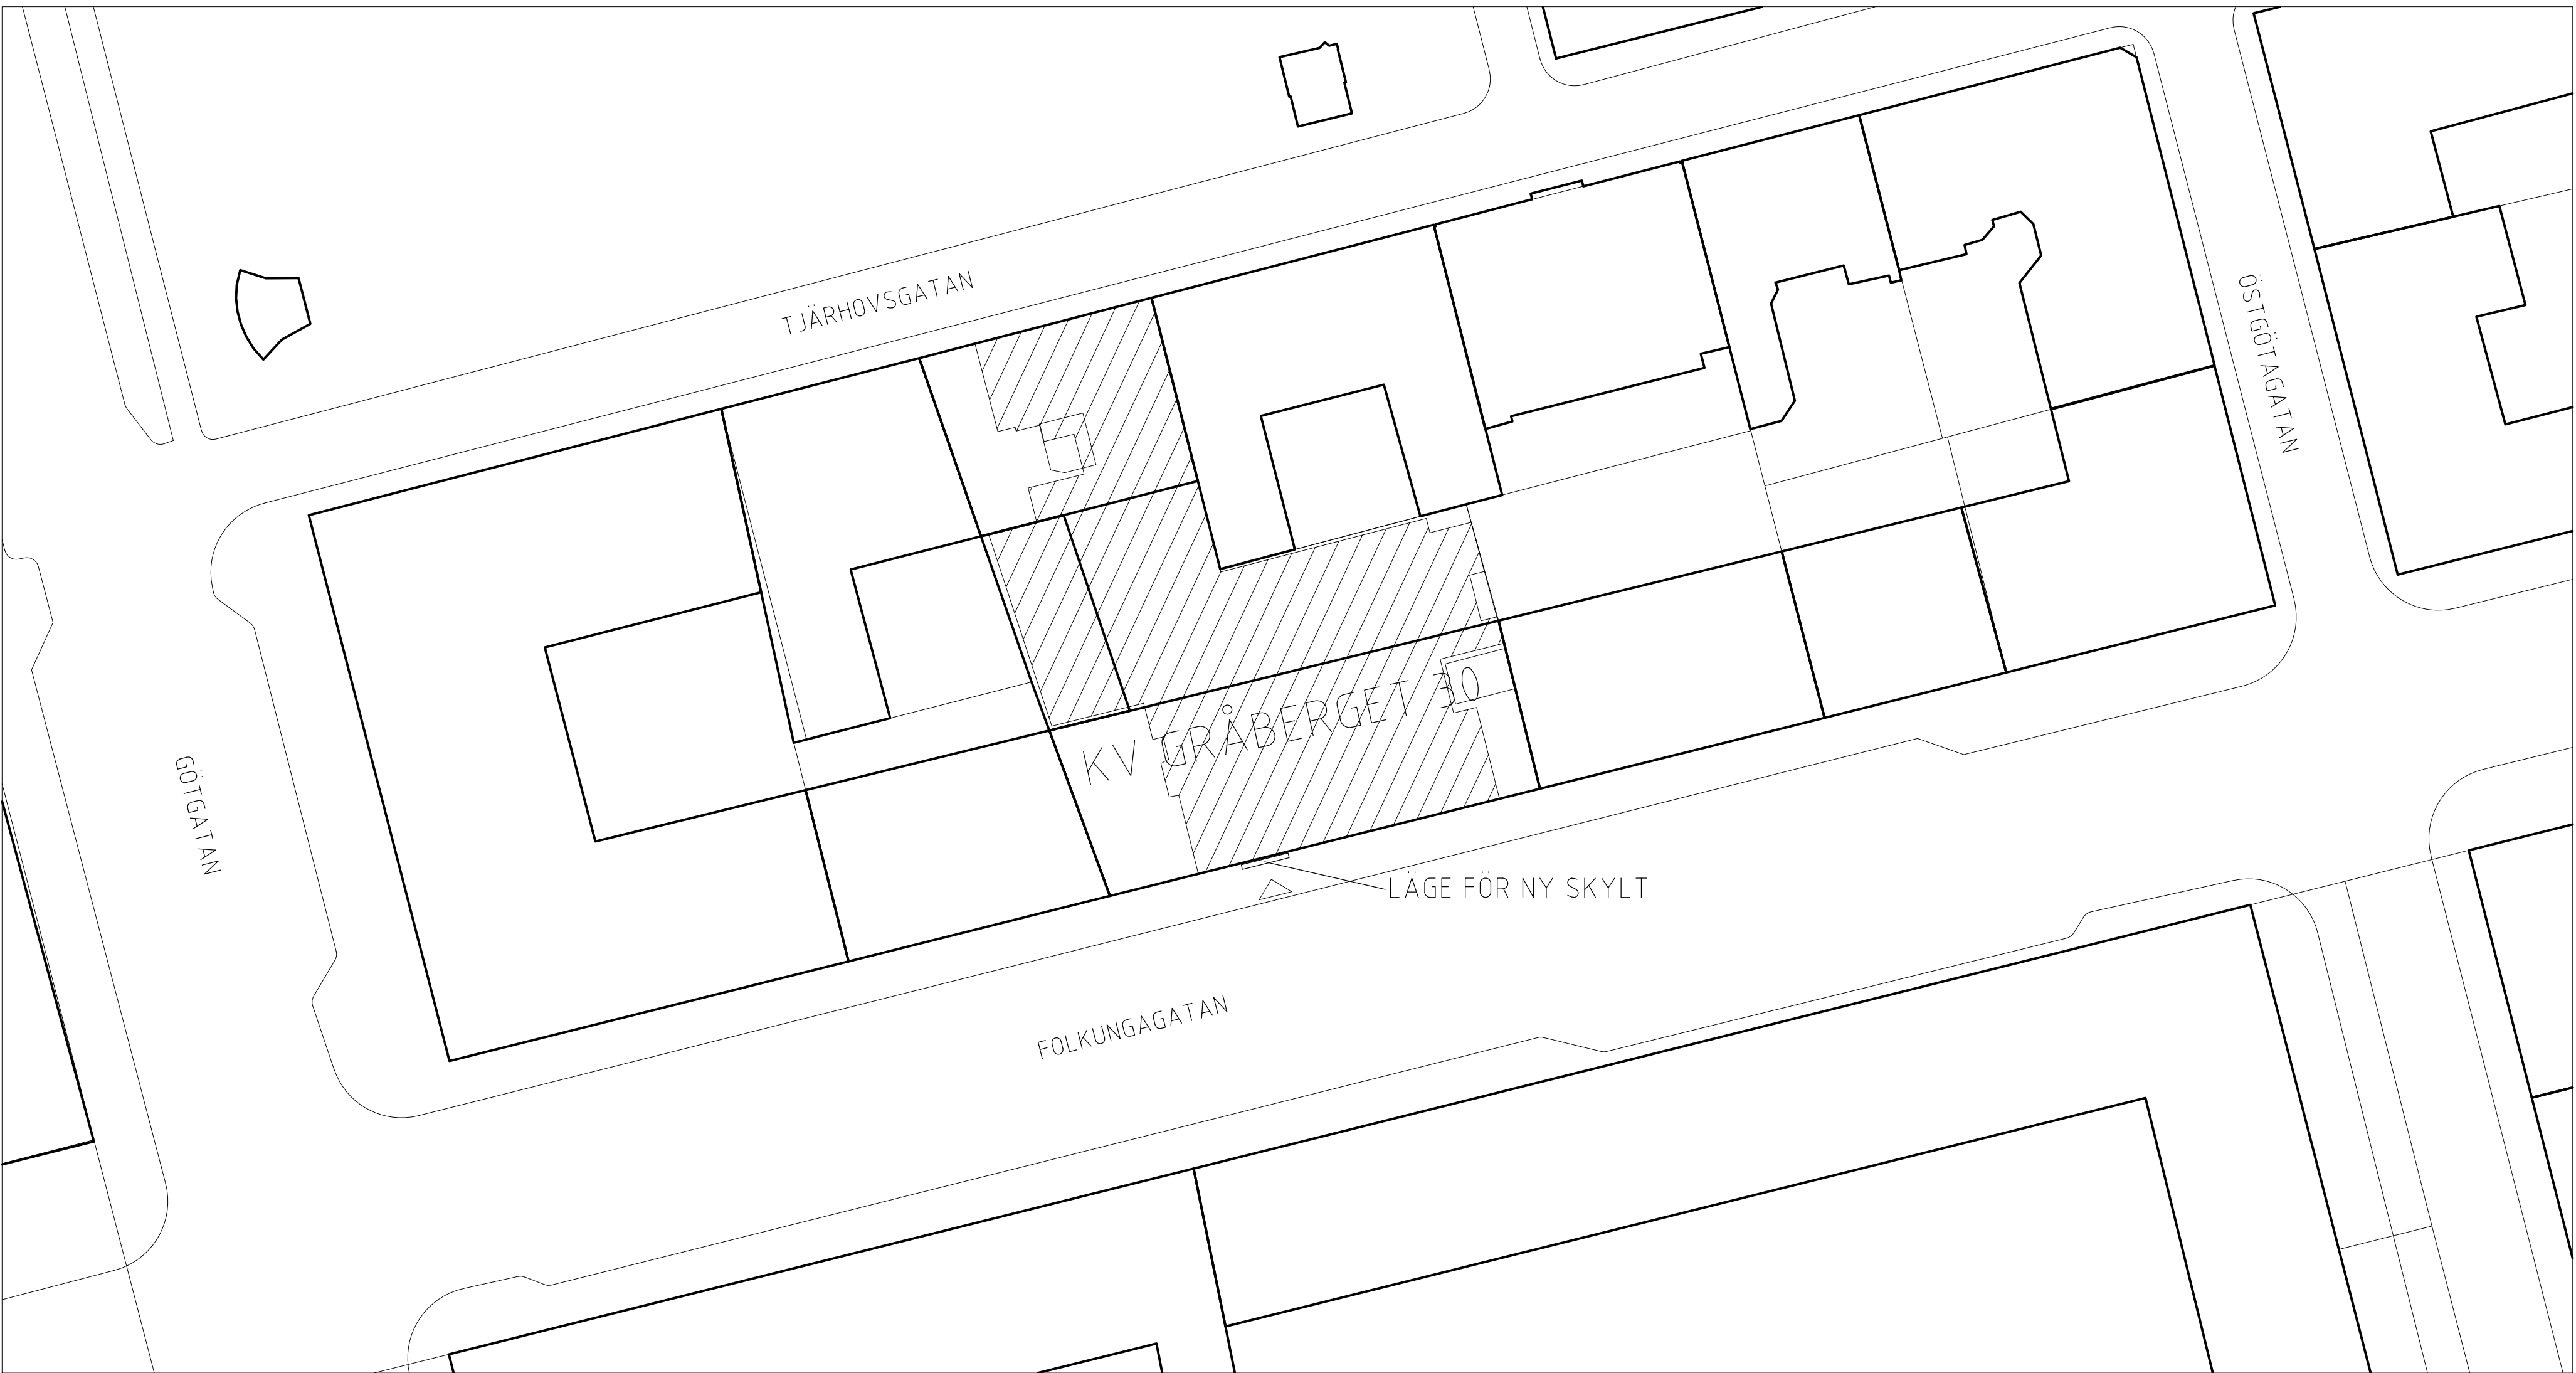 TJÄRHOVSGATAN
ÖSTGÖTAGATAN
KV GRÅBERGET 30
GÖTGATAN
LÄGE FÖR NY SKYLT
FOLKUNGAGATAN